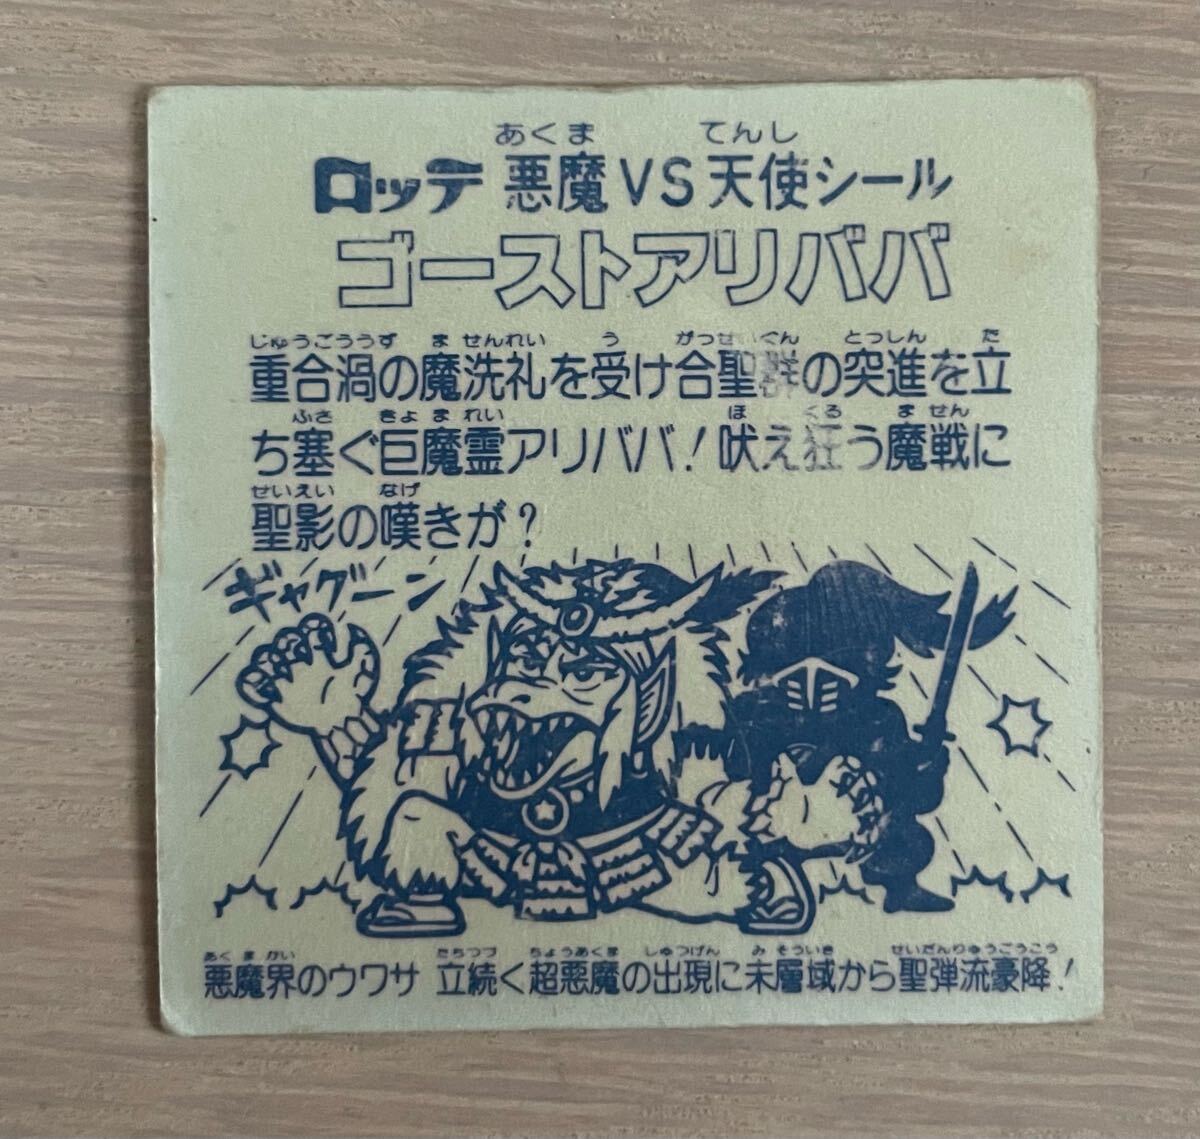 あくま てんし
ロッテ 悪魔VS天使シール
ゴーストアリババ
じゅうごううず ま せんれい う がっせいぐん とっしん た
重合渦の魔洗礼を受け合聖群の突進を立
ふさ きょ ま れい ほ くる ま せん
ち塞ぐ巨魔霊アリババ!吠え狂う魔戦に
せいえい なげ
聖影の嘆きが?
ギャグーン
あく ま かい たちつづ ちょうあくま しゅつげん み そういき せいだんりゅうごうこう
悪魔界のウワサ 立続く超悪魔の出現に未層域から聖弾流豪降!